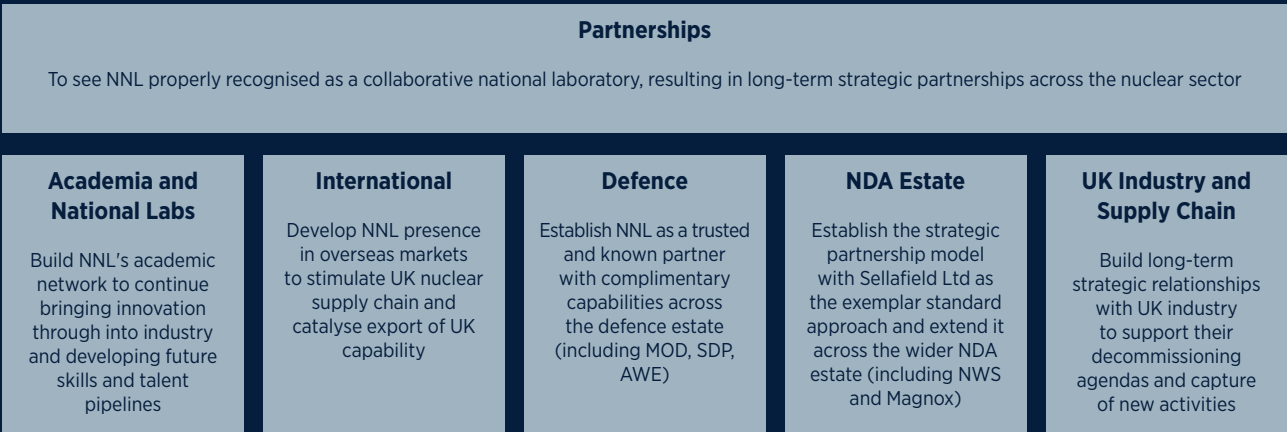 Partnerships
To see NNL properly recognised as a collaborative national laboratory, resulting in long-term strategic partnerships across the nuclear sector
Academia and
National Labs
Build NNL's academic
network to continue
bringing innovation
through into industry
and developing future
skills and talent
pipelines
International
Develop NNL presence
in overseas markets
to stimulate UK nuclear
supply chain and
catalyse export of UK
capability
Defence
Establish NNL as a trusted
and known partner
with complimentary
capabilities across
the defence estate
(including MOD, SDP,
AWE)
NDA Estate
Establish the strategic
partnership model
with Sellafield Ltd as
the exemplar standard
approach and extend it
across the wider NDA
estate (including NWS
and Magnox)
UK Industry and
Supply Chain
Build long-term
strategic relationships
with UK industry
to support their
decommissioning
agendas and capture
of new activities